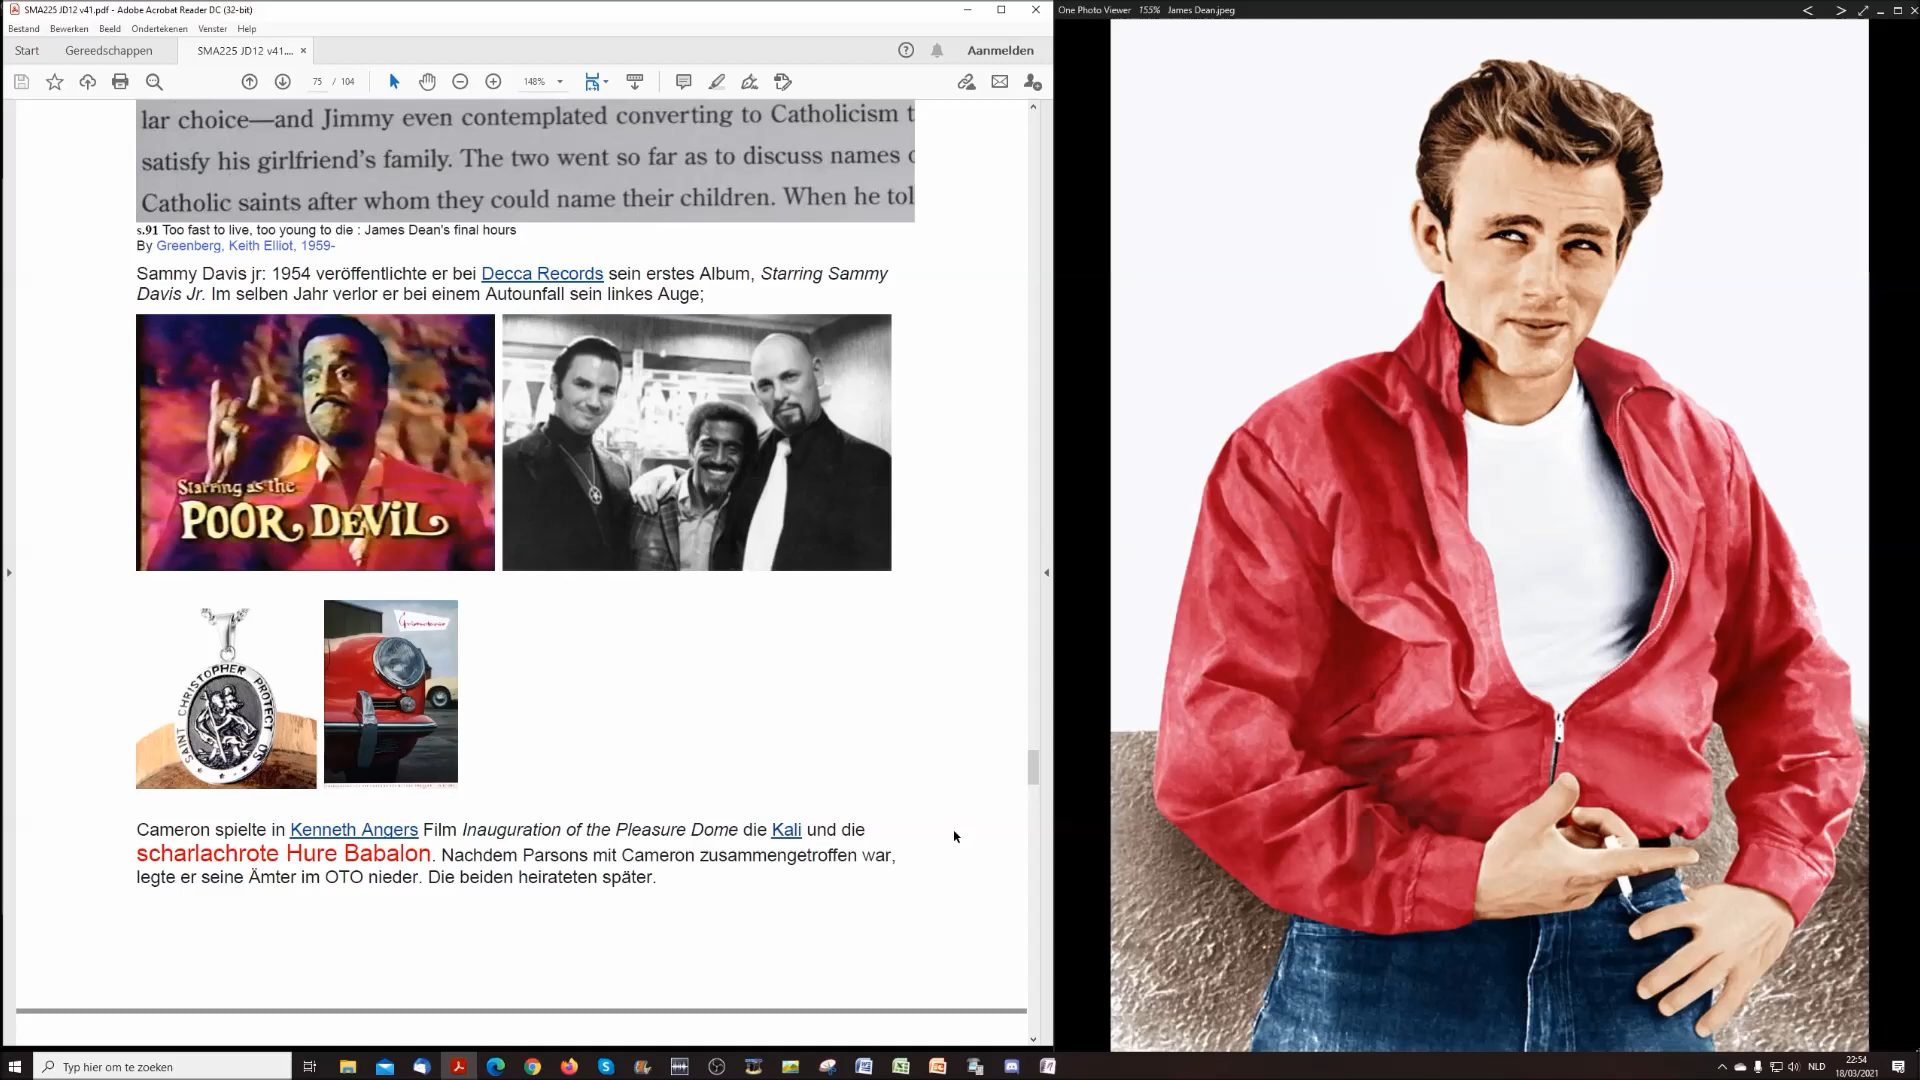 SMA225 JD12 v41.pdf - Adobe Acrobat Reader DC (32-bit)
Bestand Bewerken Beeld Ondertekenen Venster Help
Start Gereedschappen SMA225 JD12 v41.... × Aanmelden
75 / 104 148%
lar choice—and Jimmy even contemplated converting to Catholicism t
satisfy his girlfriend's family. The two went so far as to discuss names
Catholic saints after whom they could name their children. When he tol
s.91 Too fast to live, too young to die : James Dean's final hours
By Greenberg, Keith Elliot, 1959-
Sammy Davis jr: 1954 veröffentlichte er bei Decca Records sein erstes Album, Starring Sammy
Davis Jr. Im selben Jahr verlor er bei einem Autounfall sein linkes Auge;
Starring as the
POOR DEVIL
SAINT CHRISTOPHER PROTECT US
Cameron spielte in Kenneth Angers Film Inauguration of the Pleasure Dome die Kali und die
scharlachrote Hure Babalon. Nachdem Parsons mit Cameron zusammengetroffen war,
legte er seine Ämter im OTO nieder. Die beiden heirateten später.
One Photo Viewer 155% James Dean.jpeg
Typ hier om te zoeken
NLD
22:54
18/03/2021